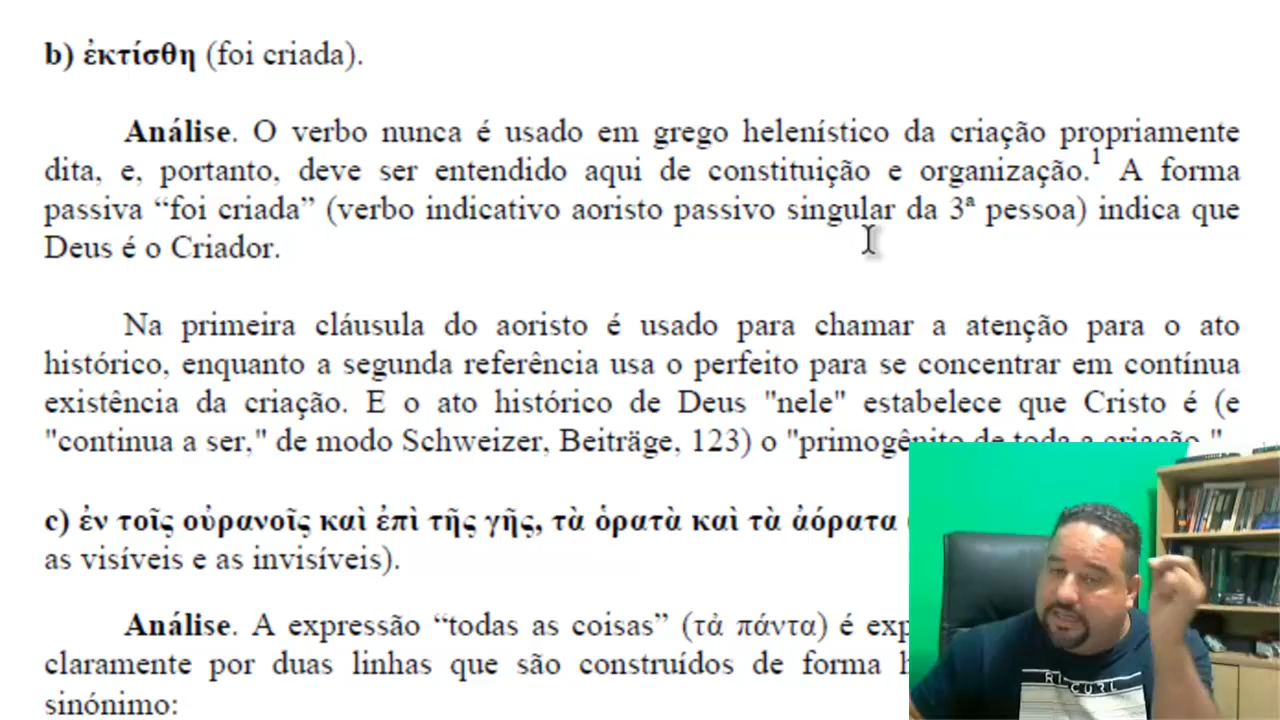 b) ἐκτίσθη (foi criada).
Análise. O verbo nunca é usado em grego helenístico da criação propriamente
dita, e, portanto, deve ser entendido aqui de constituição e organização.1 A forma
passiva “foi criada” (verbo indicativo aoristo passivo singular da 3ª pessoa) indica que
Deus é o Criador.
Na primeira cláusula do aoristo é usado para chamar a atenção para o ato
histórico, enquanto a segunda referência usa o perfeito para se concentrar em contínua
existência da criação. E o ato histórico de Deus "nele" estabelece que Cristo é (e
"continua a ser," de modo Schweizer, Beiträge, 123) o "primogênito de toda a criação."
c) ἐν τοῖς οὐρανοῖς καὶ ἐπὶ τῆς γῆς, τὰ ὁρατὰ καὶ τὰ ἀόρατα
as visíveis e as invisíveis).
Análise. A expressão “todas as coisas” (τὰ πάντα) é
claramente por duas linhas que são construídos de forma
sinónimo:
RIP CURL